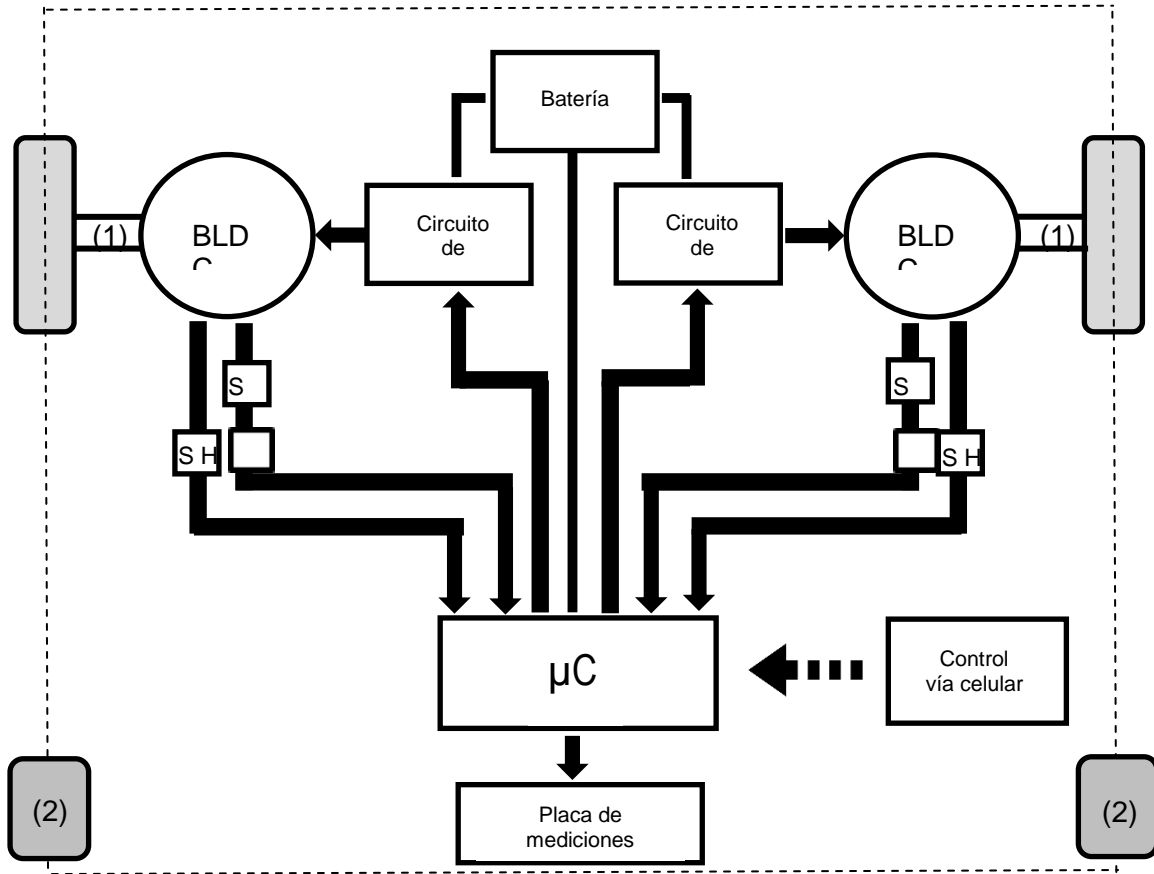 Batería
(1)
BLD
C
Circuito
de
Circuito
de
BLD
C
(1)
S
S H
S
S H
µC
Control
vía celular
(2)
Placa de
mediciones
(2)